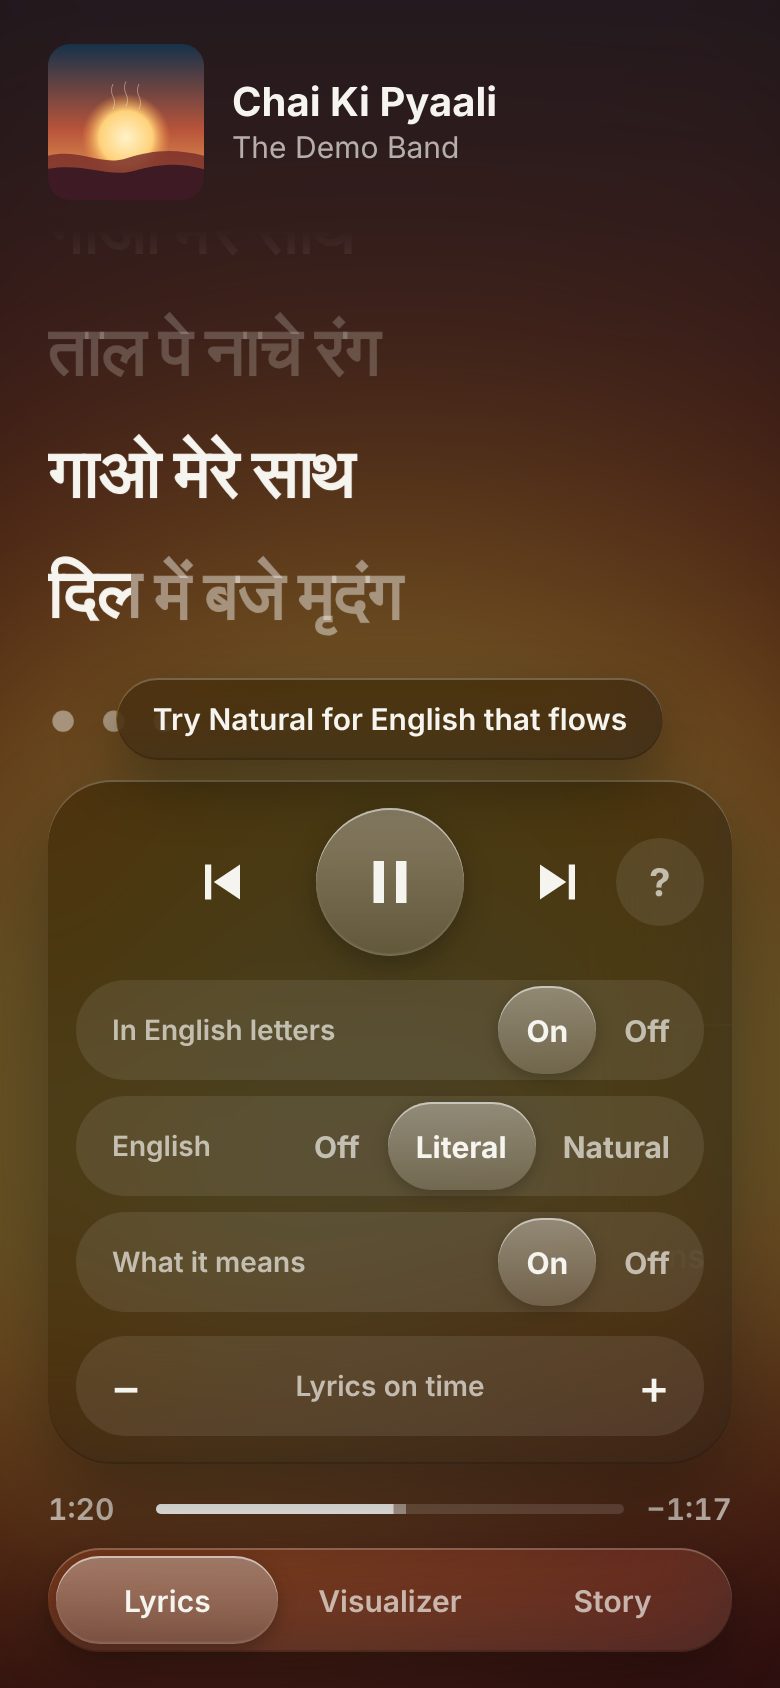 Chai Ki Pyaali
The Demo Band
गाओ मेरे साथ
ताल पे नाचे रंग
गाओ मेरे साथ
दिल में बजे मृदंग
Try Natural for English that flows
?
In English letters On Off
English Off Literal Natural
What it means On Off
− Lyrics on time +
1:20 −1:17
Lyrics Visualizer Story